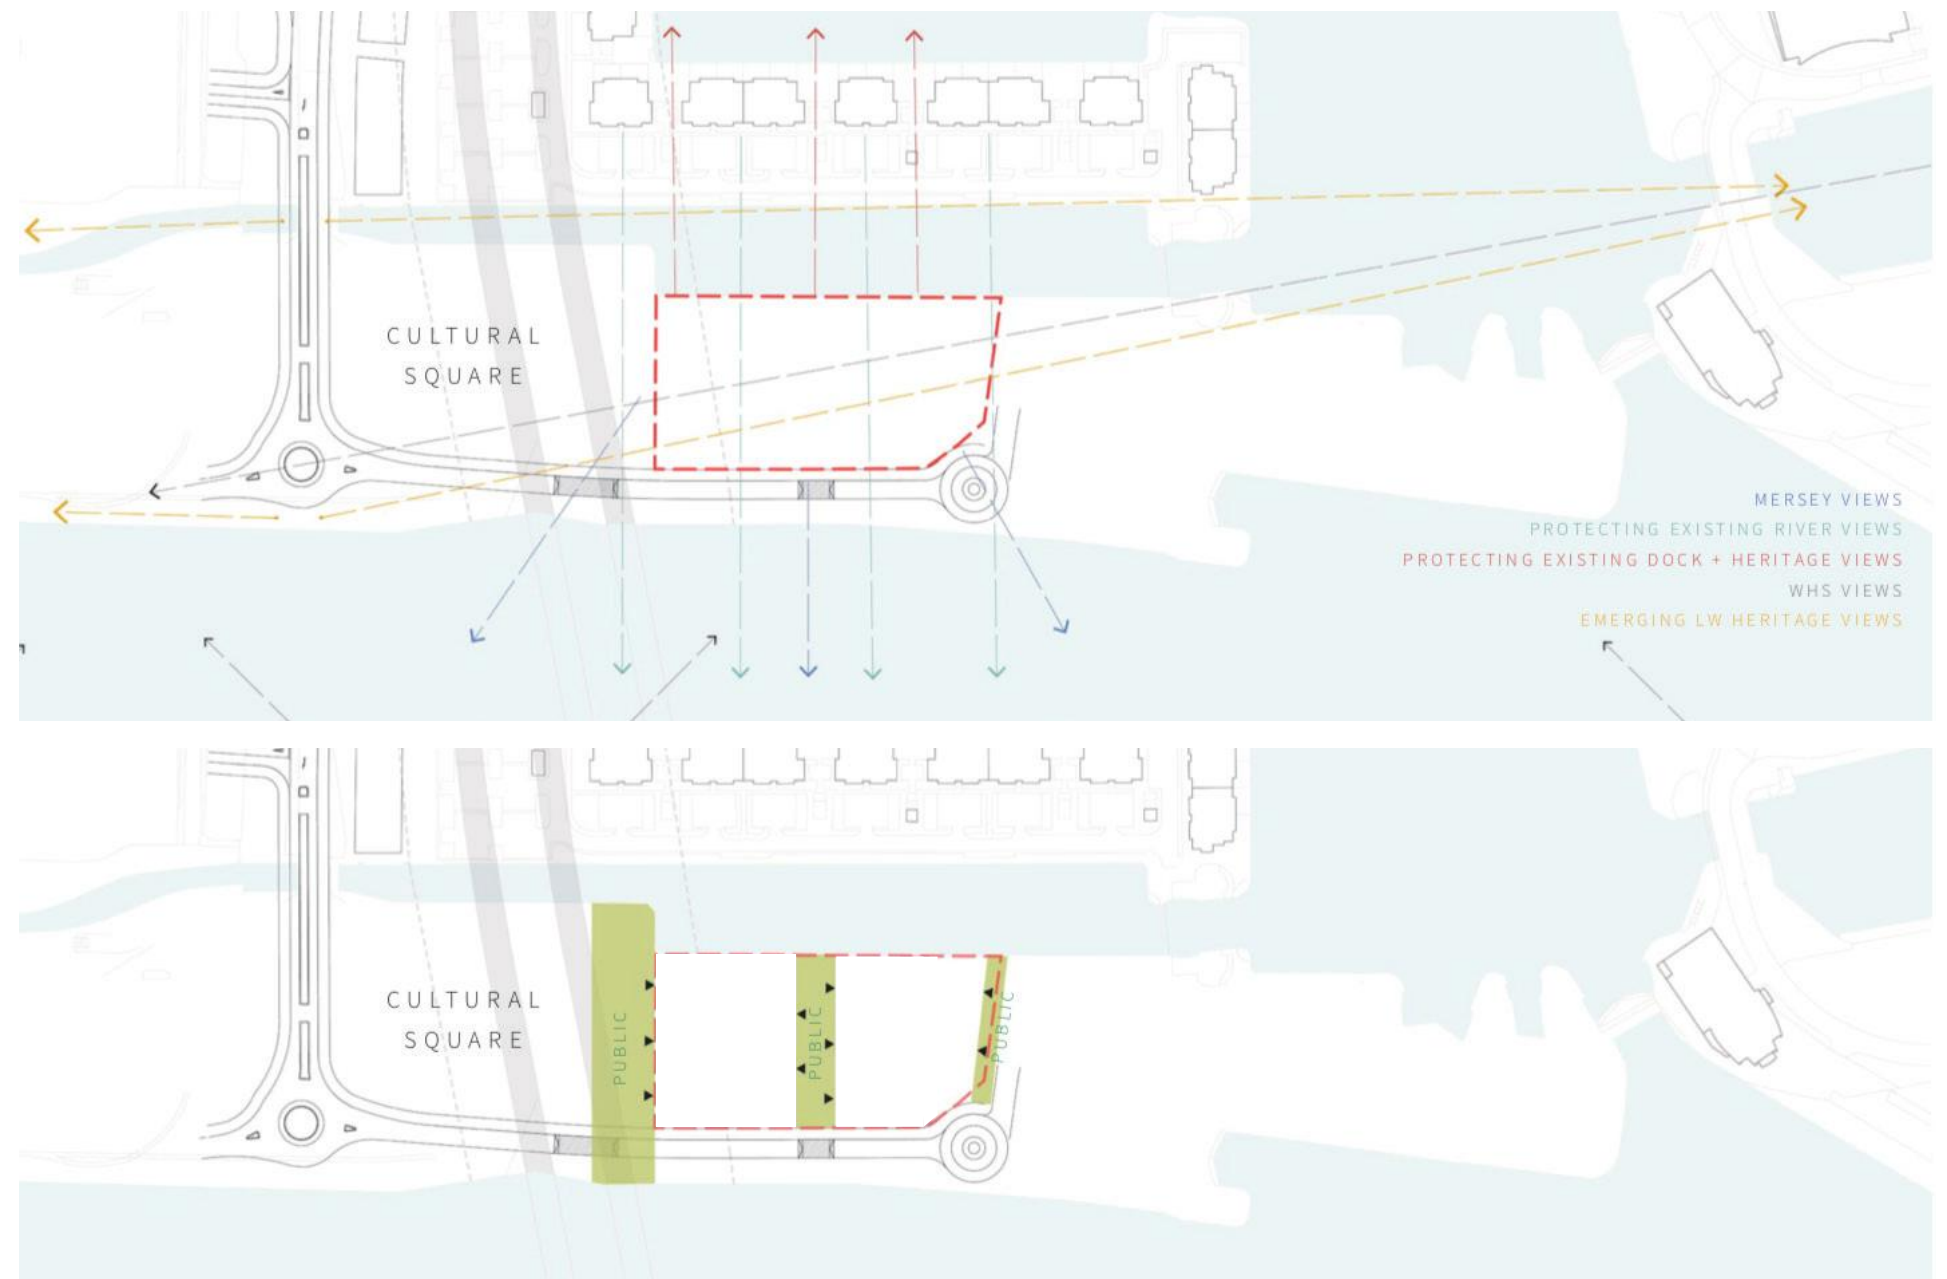 CULTURAL
SQUARE
MERSEY VIEWS
PROTECTING EXISTING RIVER VIEWS
PROTECTING EXISTING DOCK + HERITAGE VIEWS
WHS VIEWS
EMERGING LW HERITAGE VIEWS
CULTURAL
SQUARE
PUBLIC
PUBLIC
PUBLIC